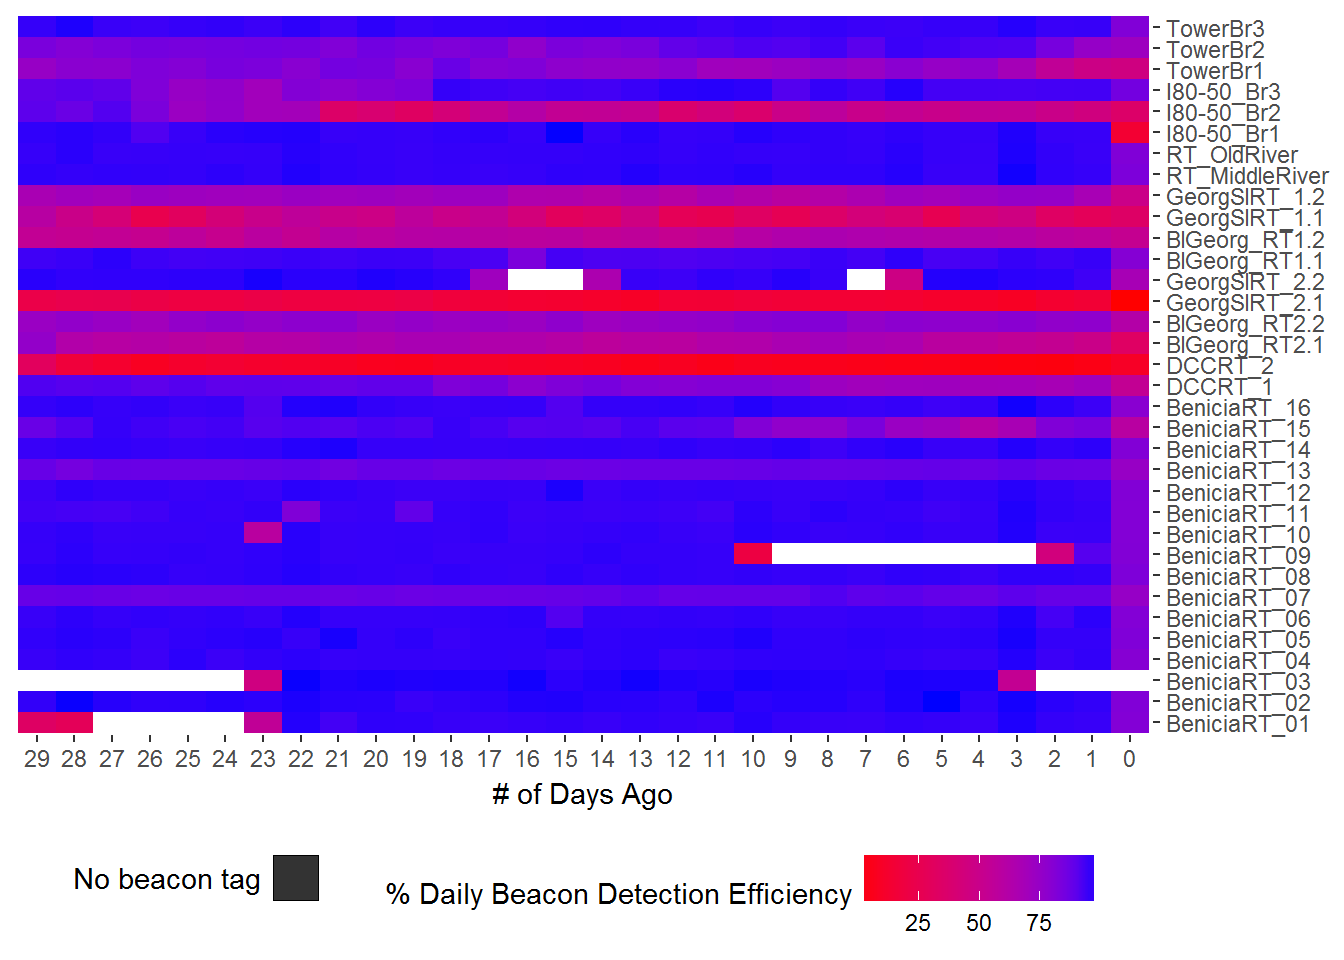 TowerBr3
TowerBr2
TowerBr1
I80-50_Br3
I80-50_Br2
I80-50_Br1
RT_OldRiver
RT_MiddleRiver
GeorgSlRT_1.2
GeorgSlRT_1.1
BlGeorg_RT1.2
BlGeorg_RT1.1
GeorgSlRT_2.2
GeorgSlRT_2.1
BlGeorg_RT2.2
BlGeorg_RT2.1
DCCRT_2
DCCRT_1
BeniciaRT_16
BeniciaRT_15
BeniciaRT_14
BeniciaRT_13
BeniciaRT_12
BeniciaRT_11
BeniciaRT_10
BeniciaRT_09
BeniciaRT_08
BeniciaRT_07
BeniciaRT_06
BeniciaRT_05
BeniciaRT_04
BeniciaRT_03
BeniciaRT_02
BeniciaRT_01
29 28 27 26 25 24 23 22 21 20 19 18 17 16 15 14 13 12 11 10 9 8 7 6 5 4 3 2 1 0
# of Days Ago
No beacon tag
% Daily Beacon Detection Efficiency
25 50 75